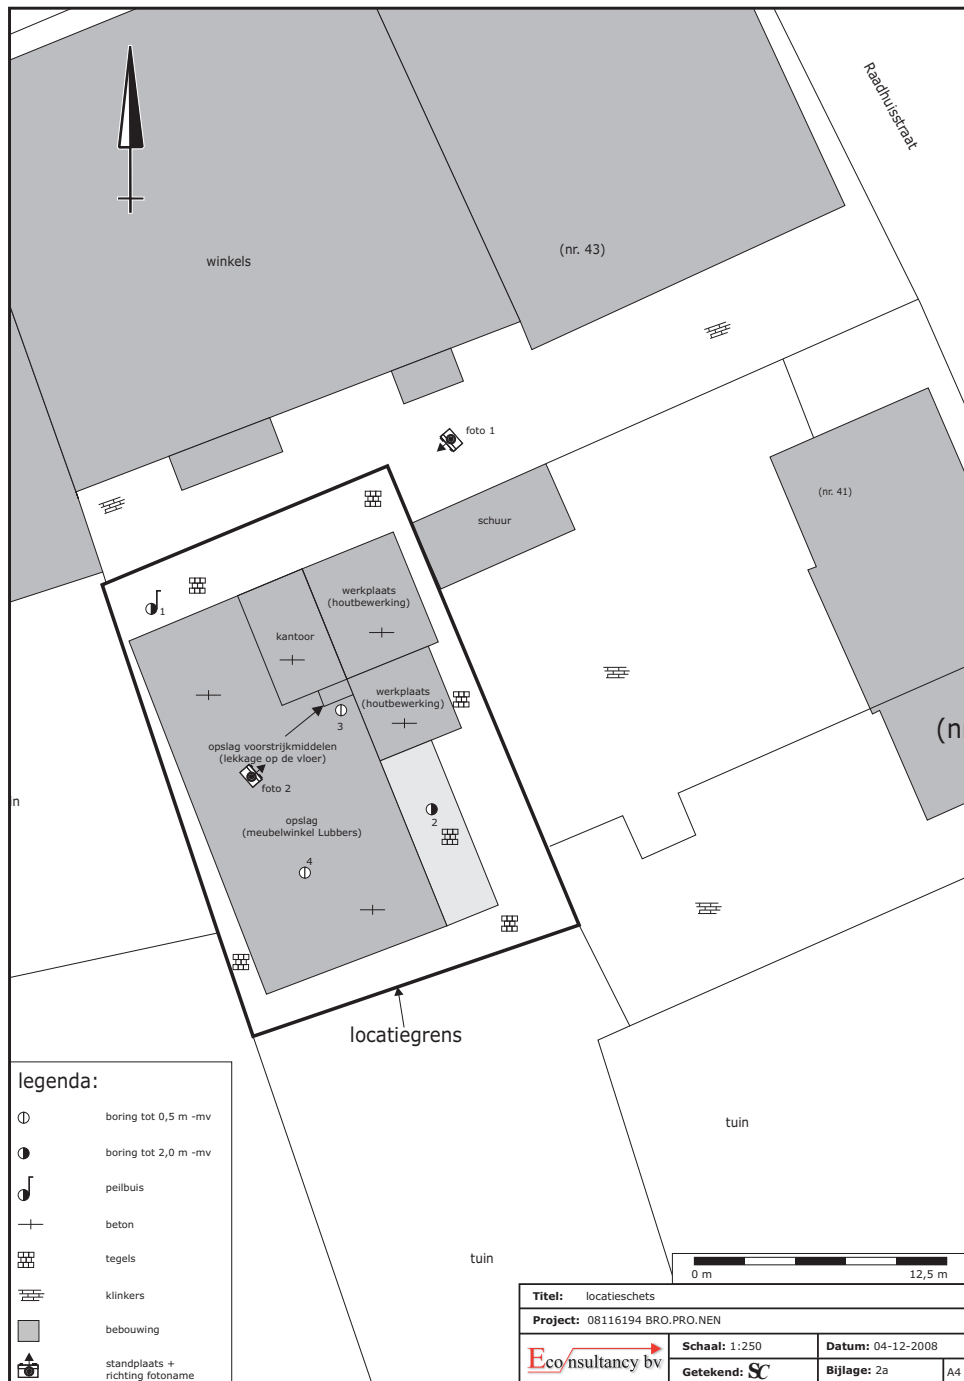 Raadhuisstraat
winkels
(nr. 43)
foto 1
schuur
(nr. 41)
werkplaats
(houtbewerking)
1
kantoor
werkplaats
(houtbewerking)
3
opslag voorstrijkmiddelen
(lekkage op de vloer)
(n
foto 2
in
opslag
(meubelwinkel Lubbers)
2
4
locatiegrens
legenda:
boring tot 0,5 m -mv
boring tot 2,0 m -mv
peilbuis
beton
tegels
klinkers
bebouwing
standplaats +
richting fotoname
tuin
tuin
0 m 12,5 m
Titel: locatieschets
Project: 08116194 BRO.PRO.NEN
Econsultancy bv
Schaal: 1:250
Datum: 04-12-2008
Getekend: SC
Bijlage: 2a
A4